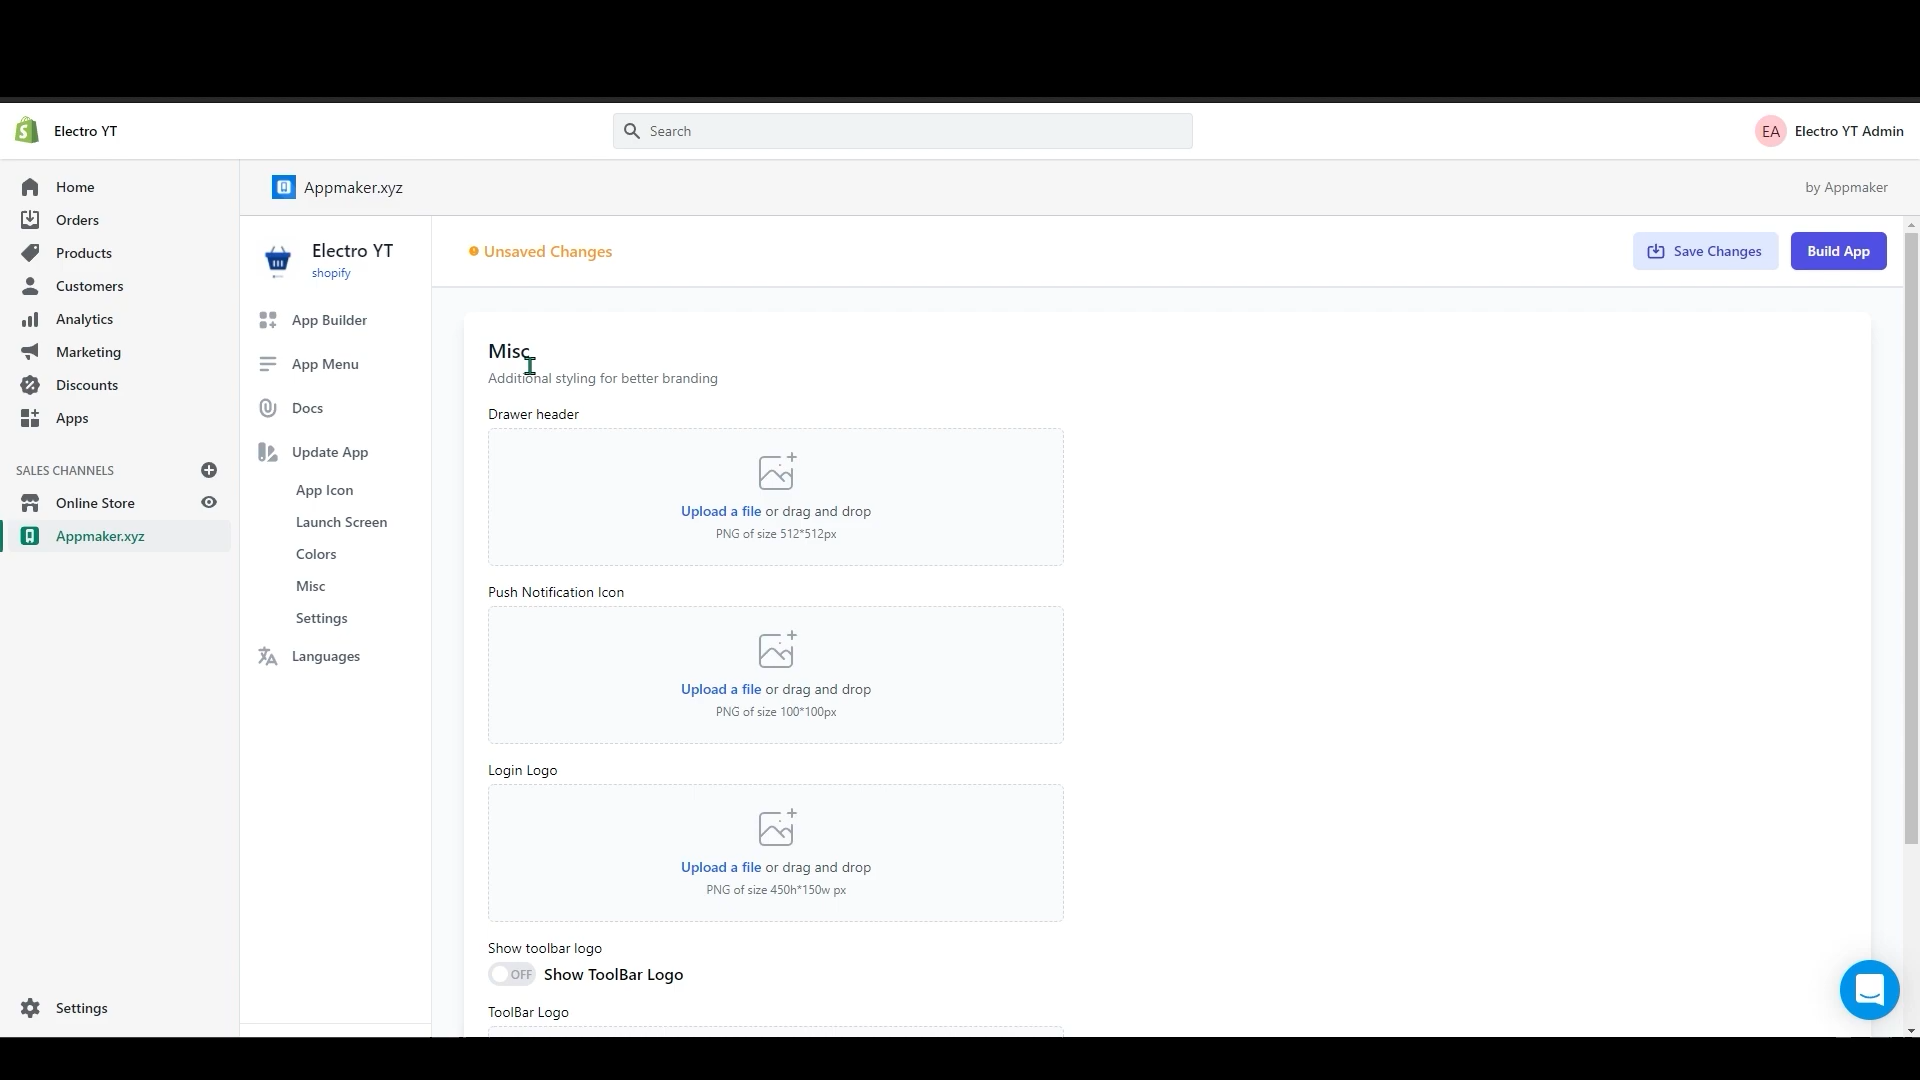 Electro YT
Search
EA
Electro YT Admin
Home
Orders
Products
Customers
Analytics
Marketing
Discounts
Apps
SALES CHANNELS
Online Store
Appmaker.xyz
Settings
Appmaker.xyz
by Appmaker
Electro YT
shopify
App Builder
App Menu
Docs
Update App
App Icon
Launch Screen
Colors
Misc
Settings
Languages
Unsaved Changes
Save Changes
Build App
Misc
Additional styling for better branding
Drawer header
Upload a file or drag and drop
PNG of size 512*512px
Push Notification Icon
Upload a file or drag and drop
PNG of size 100*100px
Login Logo
Upload a file or drag and drop
PNG of size 450h*150w px
Show toolbar logo
OFF Show ToolBar Logo
ToolBar Logo